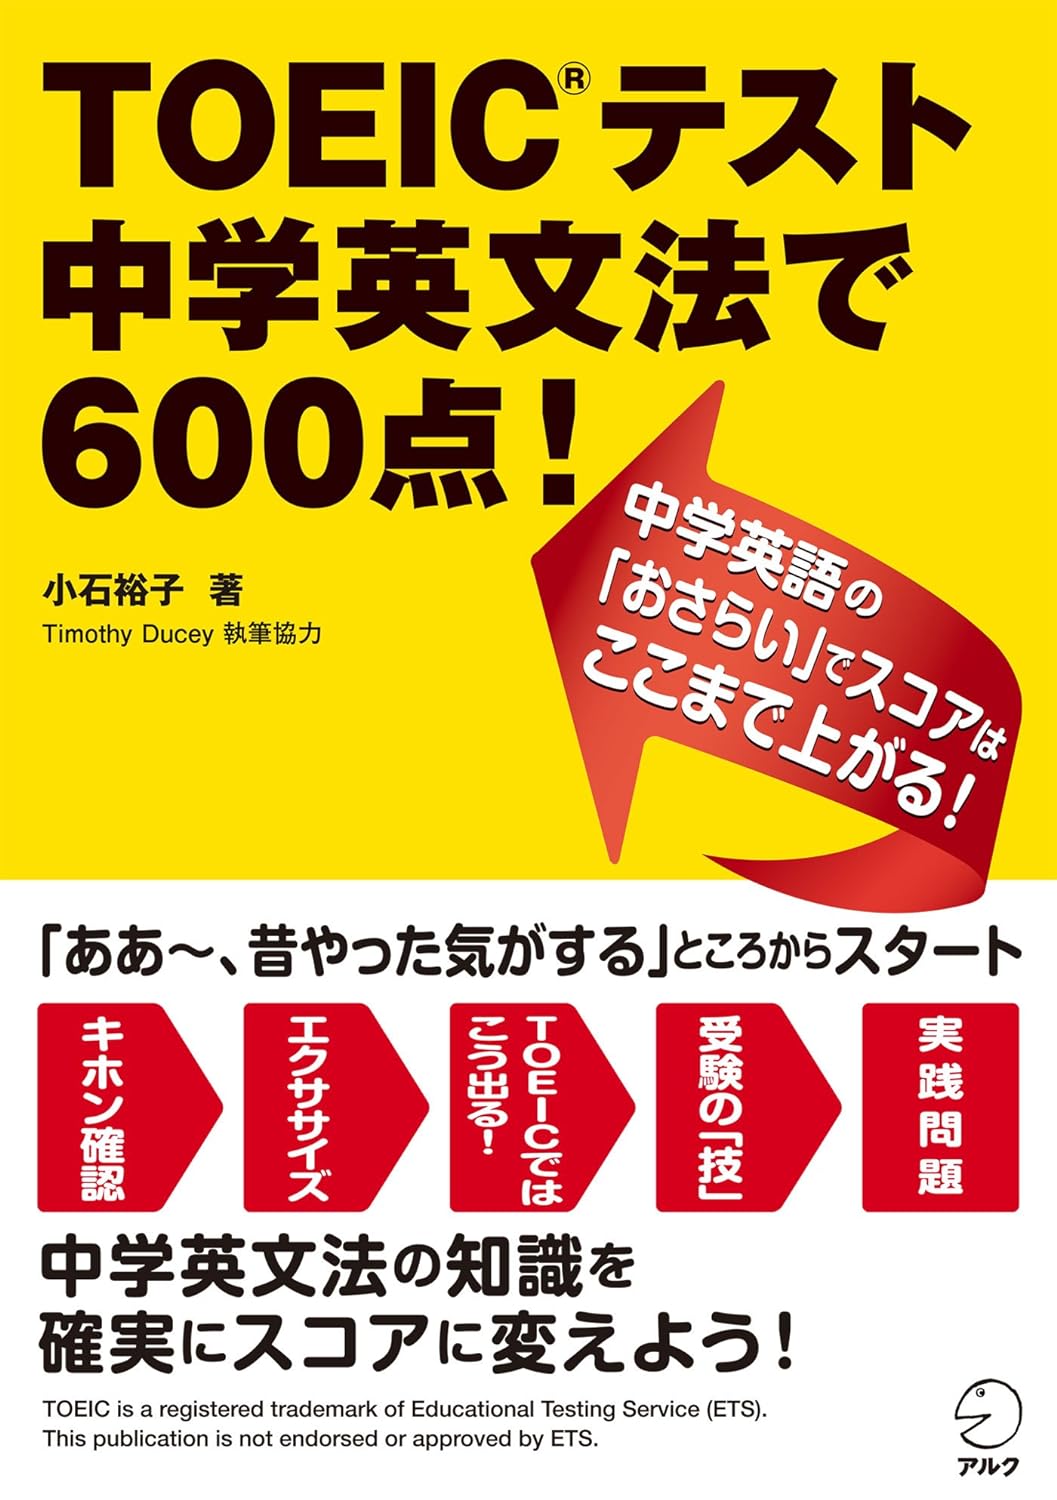 TOEIC®テスト
中学英文法で
600点！
小石裕子 著
Timothy Ducey 執筆協力
中学英語の
「おさらい」でスコアは
ここまで上がる！
「ああ〜、昔やった気がする」ところからスタート
キホン確認
エクササイズ
TOEICでは
こう出る！
受験の「技」
実践問題
中学英文法の知識を
確実にスコアに変えよう！
TOEIC is a registered trademark of Educational Testing Service (ETS).
This publication is not endorsed or approved by ETS.
アルク